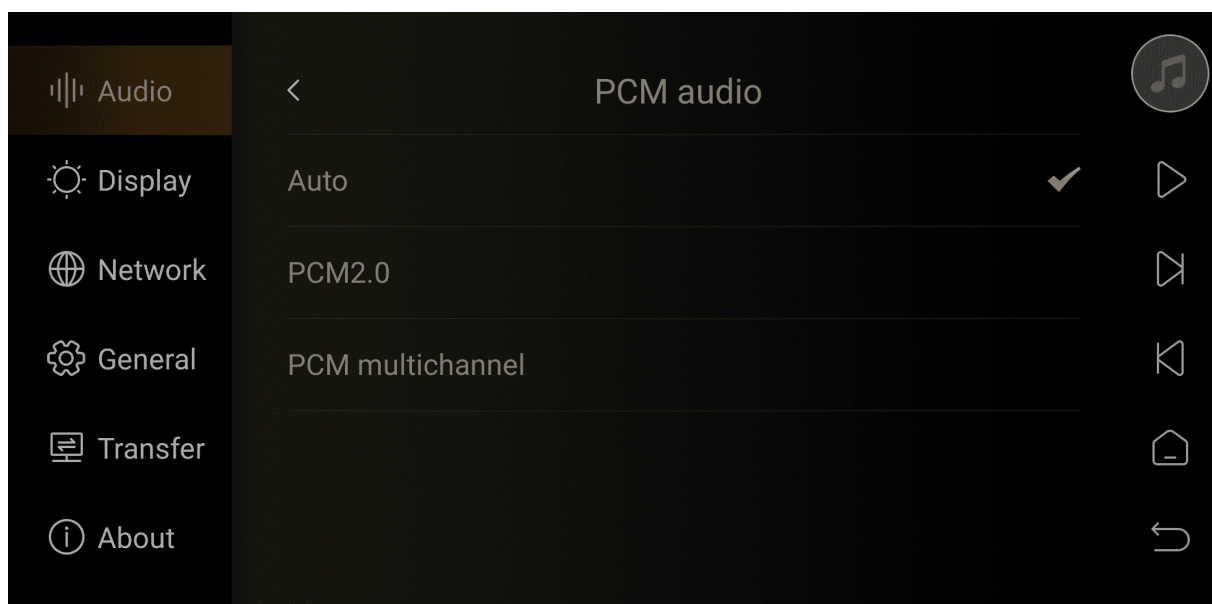 Audio
Display
Network
General
Transfer
About
PCM audio
Auto
PCM2.0
PCM multichannel